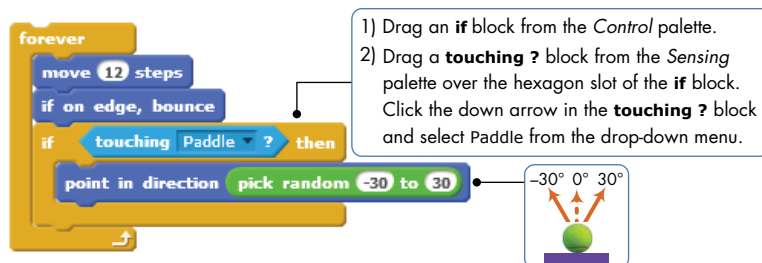 forever
move 12 steps
if on edge, bounce
if touching Paddle ? then
point in direction pick random -30 to 30
1) Drag an if block from the Control palette.
2) Drag a touching ? block from the Sensing
palette over the hexagon slot of the if block.
Click the down arrow in the touching ? block
and select Paddle from the drop-down menu.
–30° 0° 30°